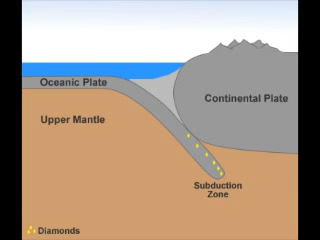 Oceanic Plate
Continental Plate
Upper Mantle
Subduction
Zone
Diamonds